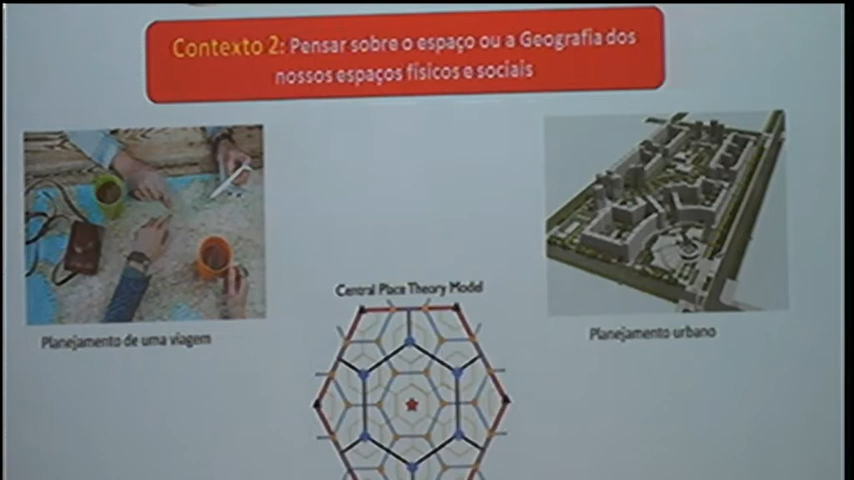 Contexto 2: Pensar sobre o espaço ou a Geografia dos
nossos espaços físicos e sociais
Central Place Theory Model
Planejamento de uma viagem
Planejamento urbano